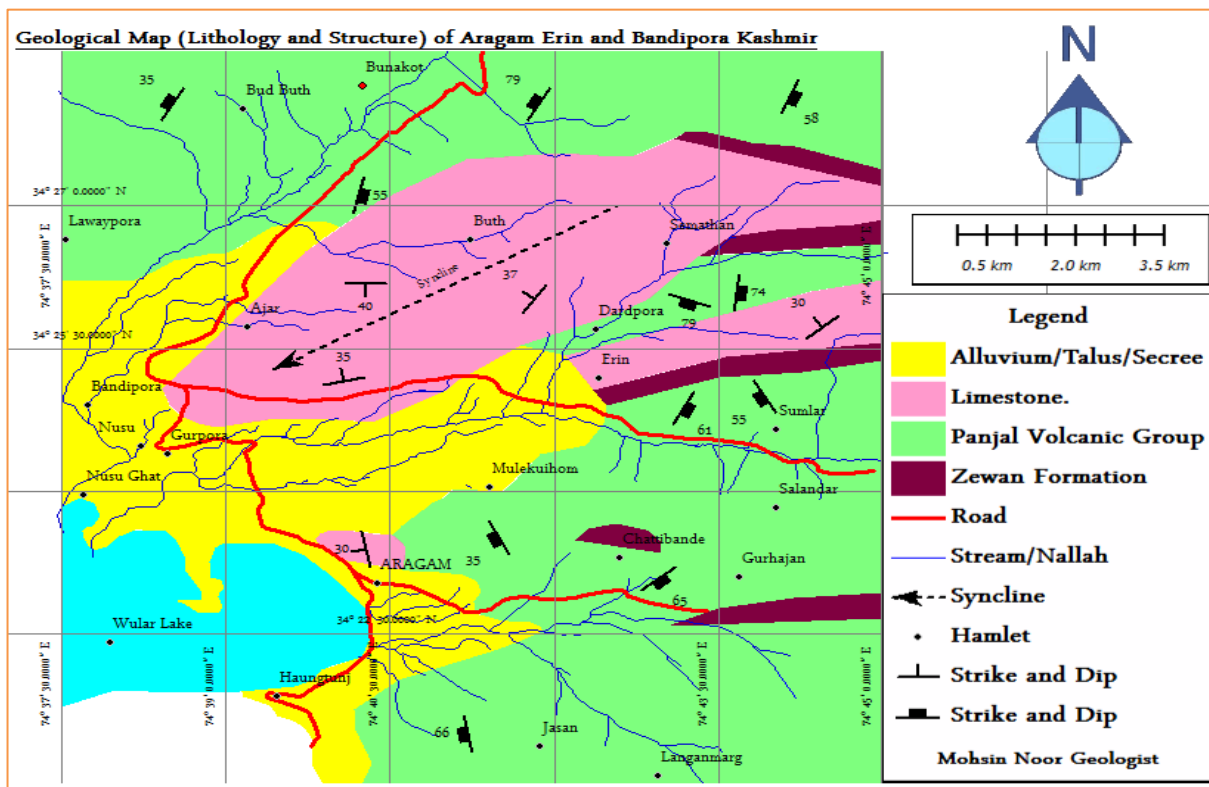 Geological Map (Lithology and Structure) of Aragam Erin and Bandipora Kashmir
N
35
Bunakot
79
Bud Buth
58
34° 27' 0.0000" N
55
Lawaypora
Buth
Samathan
74° 37' 30.0000" E
74° 45' 0.0000" E
Syncline
37
74
40
30
Ajar
Dardpora
79
34° 25' 30.0000" N
35
Erin
Bandipora
Nusu
Gurpora
61
55
Sumlar
Nusu Ghat
Mulekuihom
Salandar
30
35
Chattibande
ARAGAM
Gurhajan
65
34° 22' 30.0000" N
Wular Lake
74° 37' 30.0000" E
74° 39' 0.0000" E
74° 40' 30.0000" E
74° 43' 30.0000" E
74° 45' 0.0000" E
Haungtunj
66
Jasan
Langanmarg
0.5 km 2.0 km 3.5 km
Legend
Alluvium/Talus/Secree
Limestone.
Panjal Volcanic Group
Zewan Formation
Road
Stream/Nallah
Syncline
Hamlet
Strike and Dip
Strike and Dip
Mohsin Noor Geologist